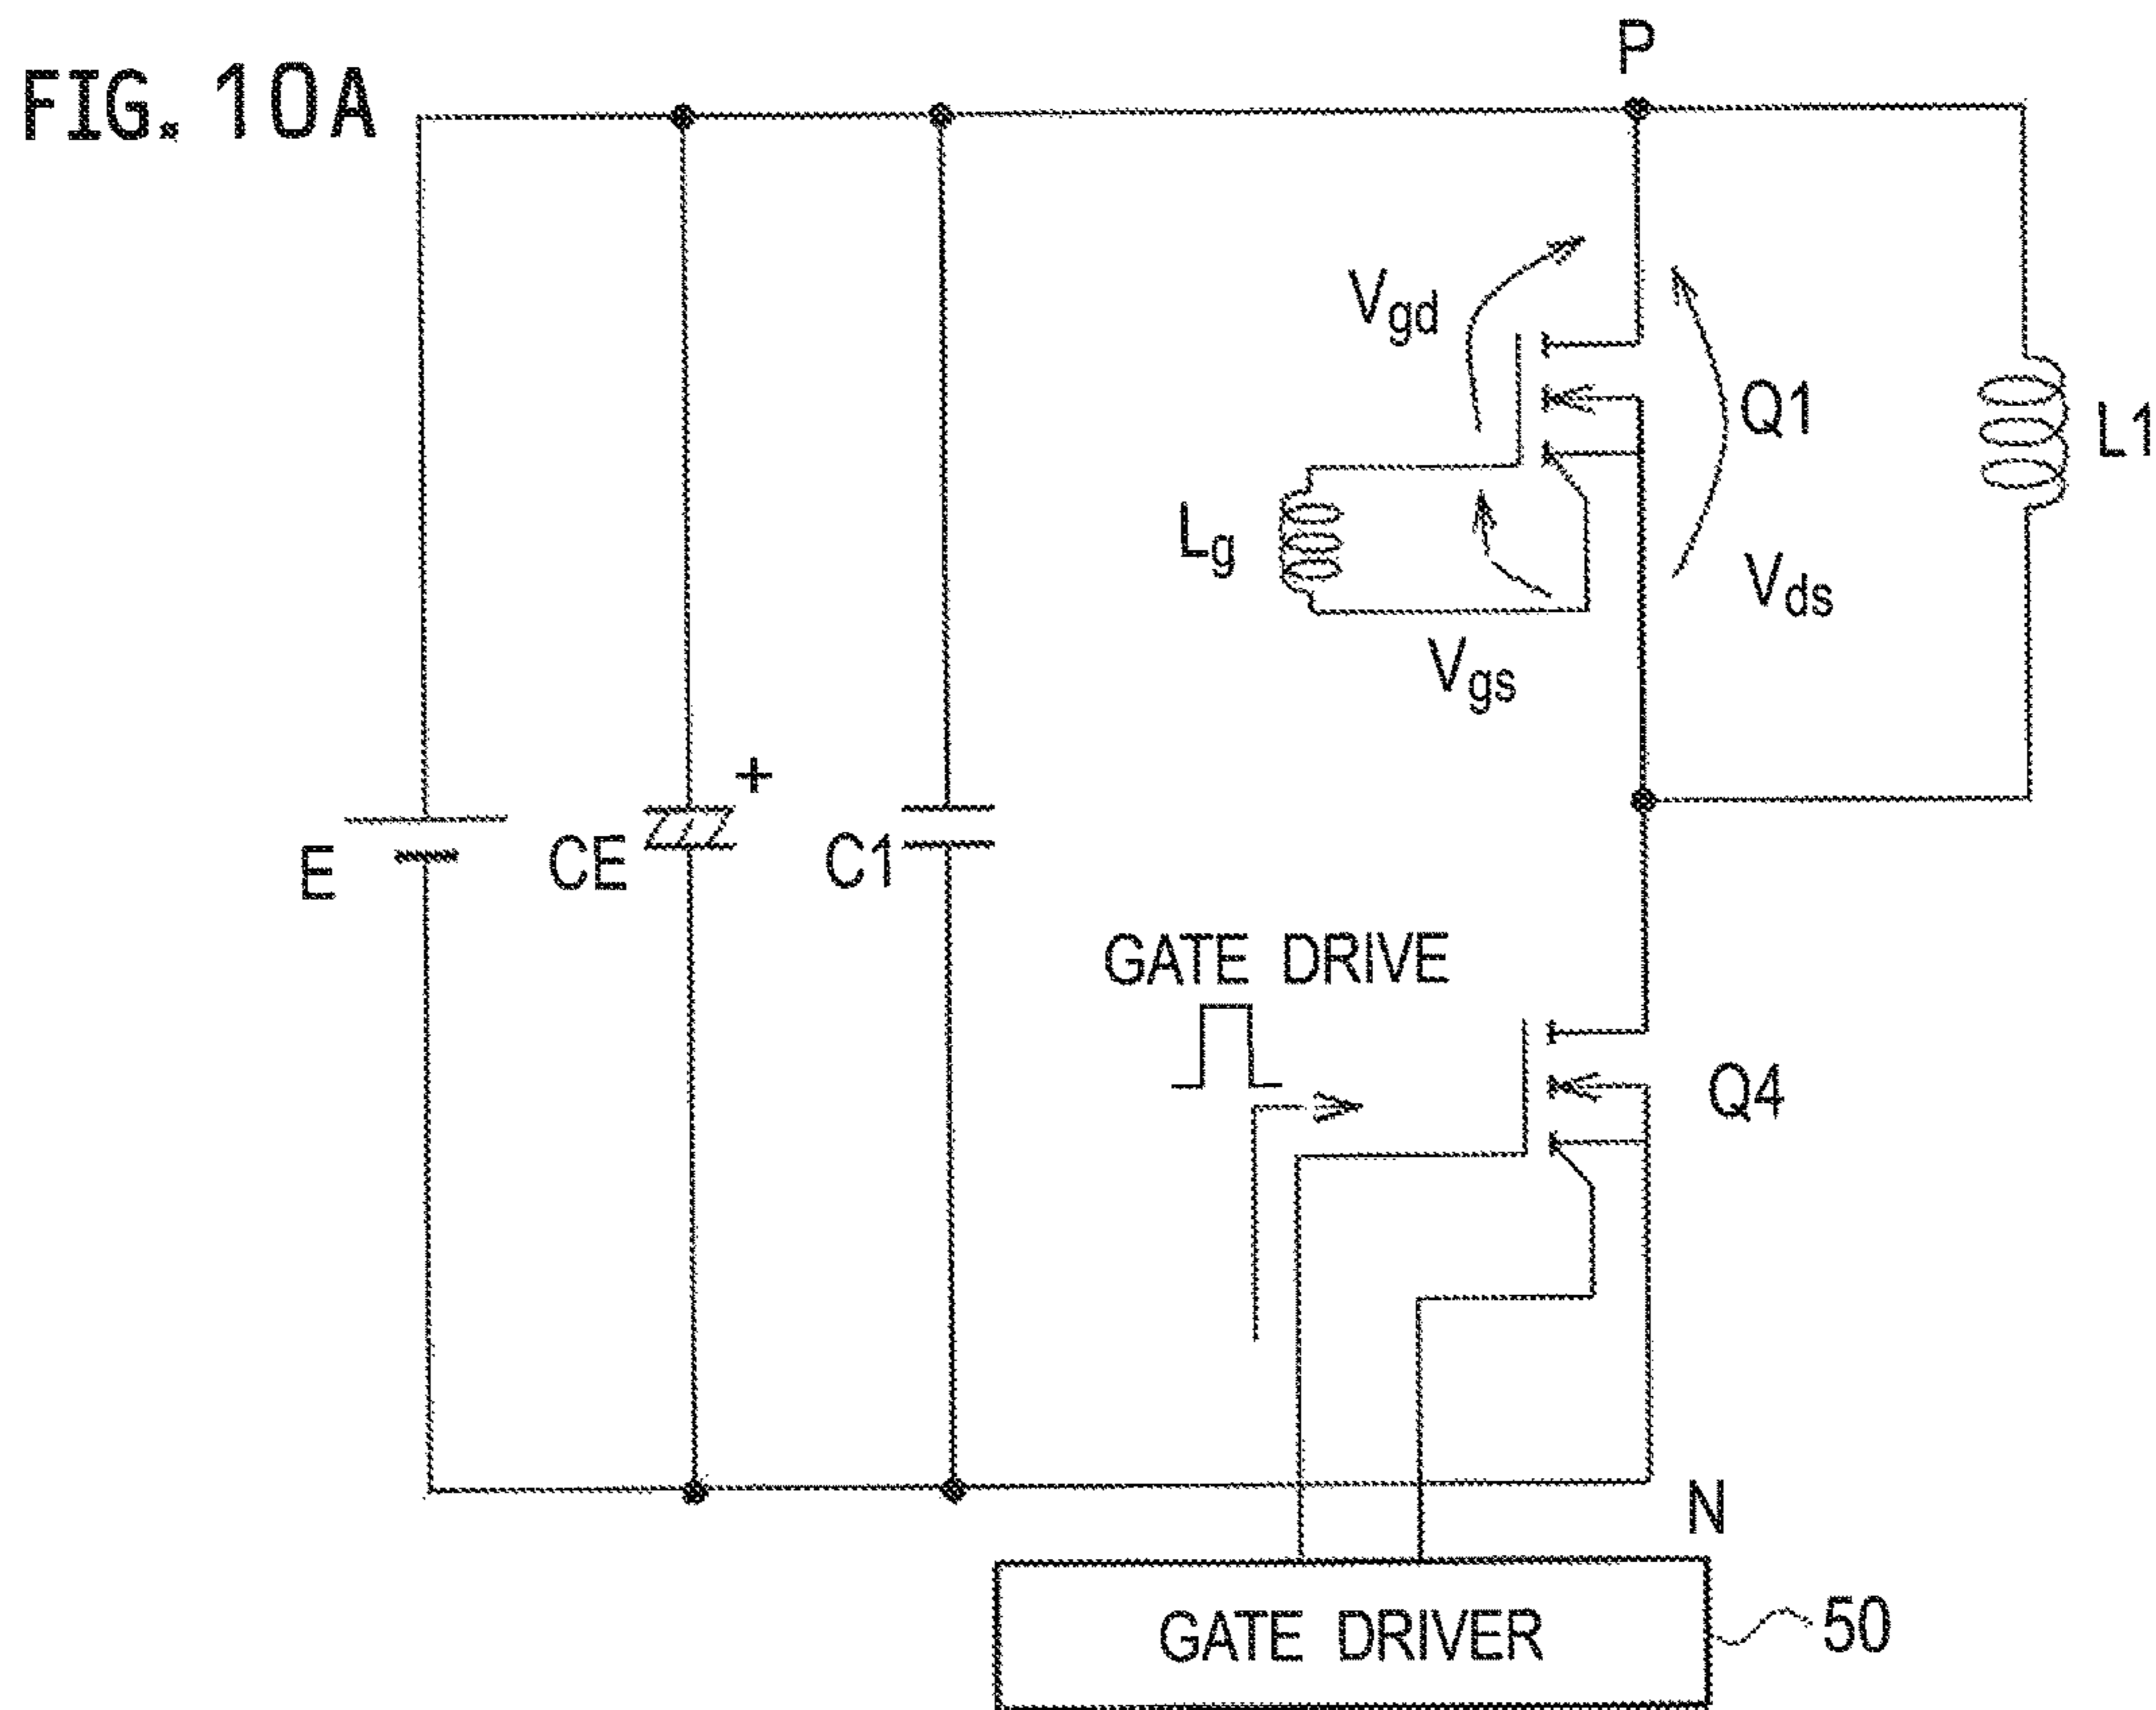 FIG. 10A
P
Vgd
Q1
L1
Lg
Vds
Vgs
+
E
CE
C1
GATE DRIVE
Q4
N
GATE DRIVER
50